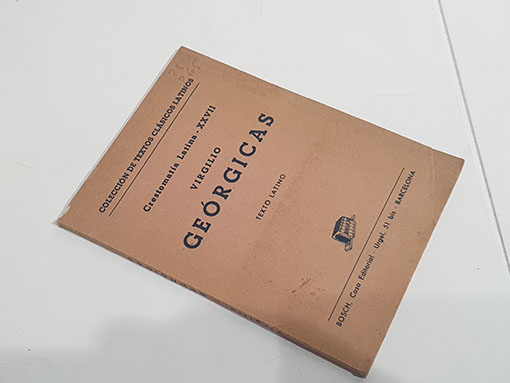 COLECCIÓN DE TEXTOS CLÁSICOS LATINOS
Crestomatía Latina - XXVII
VIRGILIO
GEÓRGICAS
TEXTO LATINO
BOSCH, Casa Editorial - Urgel, 51 bis - BARCELONA